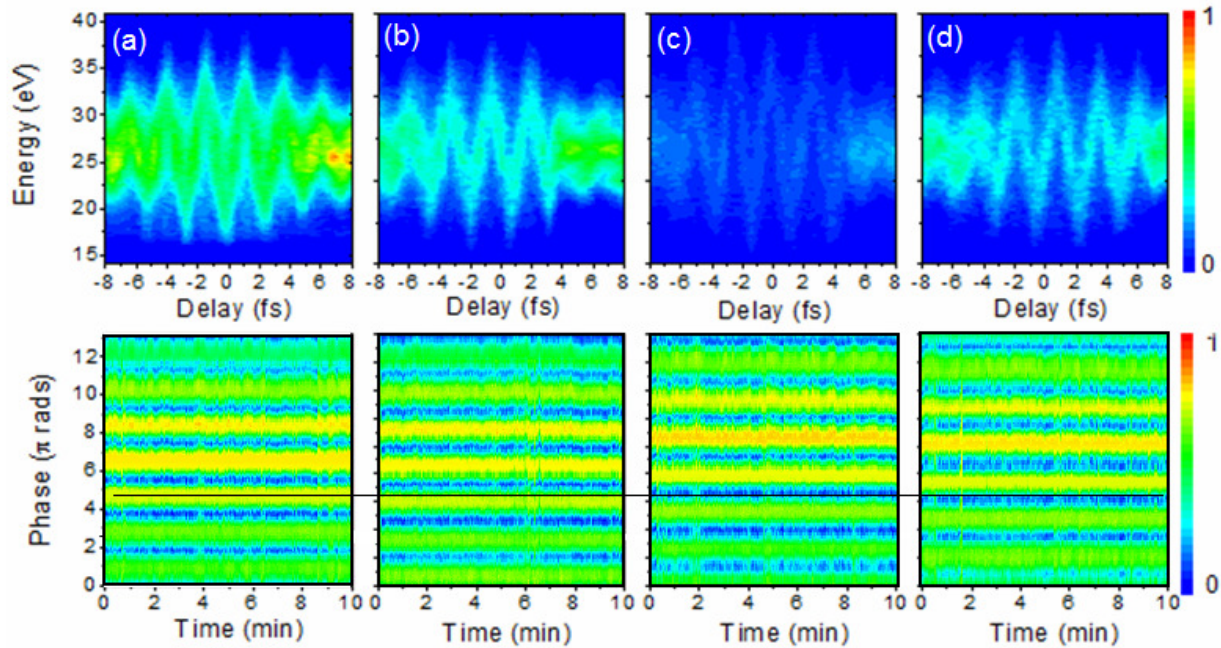 (a) (b) (c) (d)
Energy (eV)
40
35
30
25
20
15
1
0
-8 -6 -4 -2 0 2 4 6 8 -6 -4 -2 0 2 4 6 8 -6 -4 -2 0 2 4 6 8 -6 -4 -2 0 2 4 6 8
Delay (fs) Delay (fs) Delay (fs) Delay (fs)
Phase (π rads)
12
10
8
6
4
2
0
1
0
0 2 4 6 8 10 0 2 4 6 8 10 0 2 4 6 8 10 0 2 4 6 8 10
Time (min) Time (min) Time (min) Time (min)